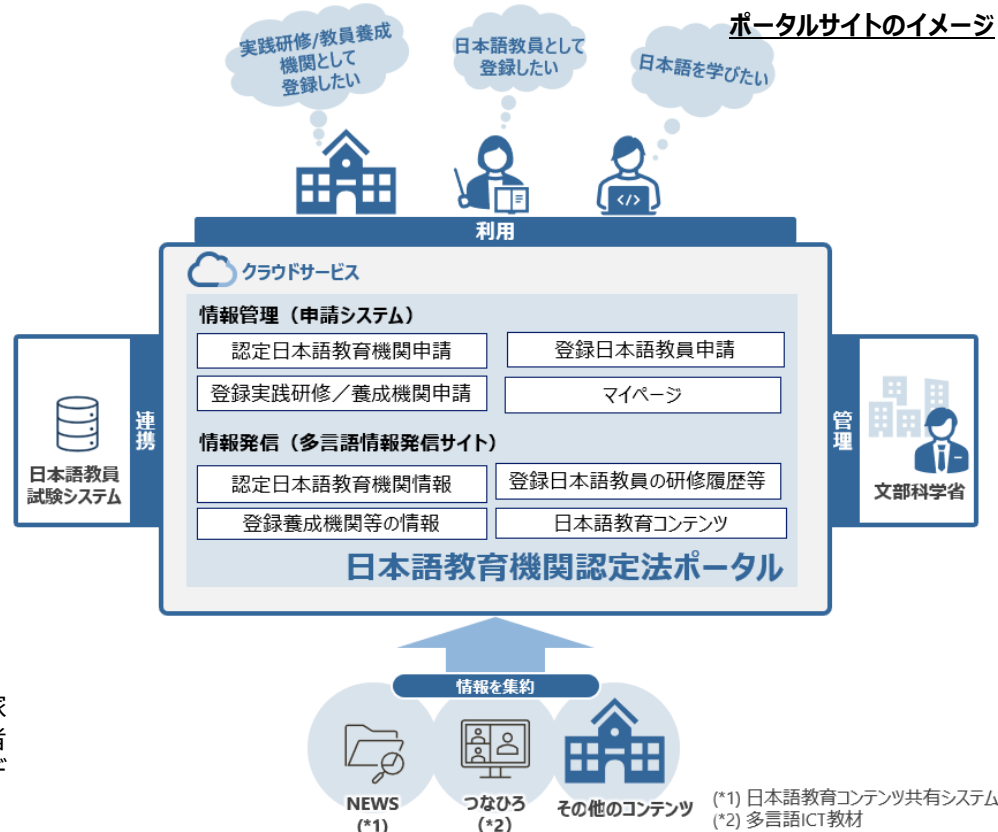 ポータルサイトのイメージ
実践研修/教員養成
機関として
登録したい
日本語教員として
登録したい
日本語を学びたい
</>
利用
クラウドサービス
情報管理（申請システム）
認定日本語教育機関申請
登録日本語教員申請
登録実践研修／養成機関申請
マイページ
情報発信（多言語情報発信サイト）
認定日本語教育機関情報
登録日本語教員の研修履歴等
登録養成機関等の情報
日本語教育コンテンツ
日本語教育機関認定法ポータル
連携
日本語教員
試験システム
管理
文部科学省
情報を集約
NEWS
(*1)
つなひろ
(*2)
その他のコンテンツ
(*1) 日本語教育コンテンツ共有システム
(*2) 多言語ICT教材